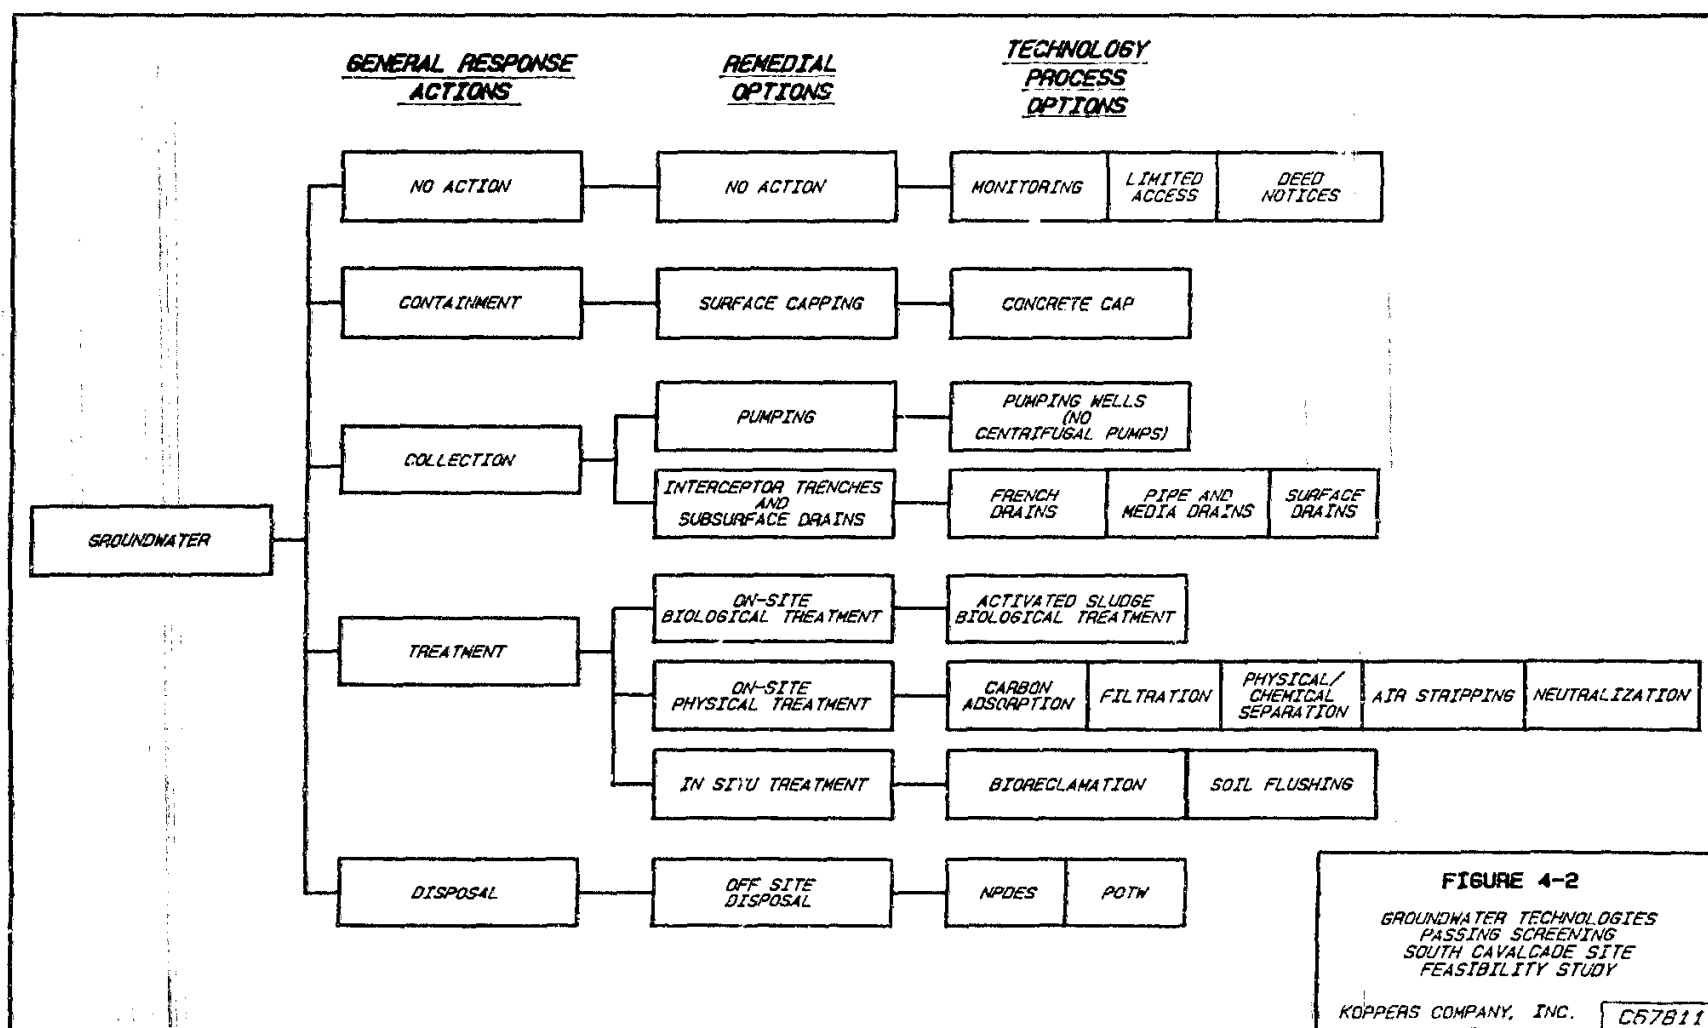 GENERAL RESPONSE
ACTIONS
REMEDIAL
OPTIONS
TECHNOLOGY
PROCESS
OPTIONS
GROUNDWATER
NO ACTION
NO ACTION
MONITORING
LIMITED
ACCESS
DEED
NOTICES
CONTAINMENT
SURFACE CAPPING
CONCRETE CAP
COLLECTION
PUMPING
PUMPING WELLS
(NO
CENTRIFUGAL PUMPS)
INTERCEPTOR TRENCHES
AND
SUBSURFACE DRAINS
FRENCH
DRAINS
PIPE AND
MEDIA DRAINS
SURFACE
DRAINS
TREATMENT
ON-SITE
BIOLOGICAL TREATMENT
ACTIVATED SLUDGE
BIOLOGICAL TREATMENT
ON-SITE
PHYSICAL TREATMENT
CARBON
ADSORPTION
FILTRATION
PHYSICAL/
CHEMICAL
SEPARATION
AIR STRIPPING
NEUTRALIZATION
IN SITU TREATMENT
BIORECLAMATION
SOIL FLUSHING
DISPOSAL
OFF SITE
DISPOSAL
NPDES
POTW
FIGURE 4-2
GROUNDWATER TECHNOLOGIES
PASSING SCREENING
SOUTH CAVALCADE SITE
FEASIBILITY STUDY
KOPPERS COMPANY, INC.
C57811